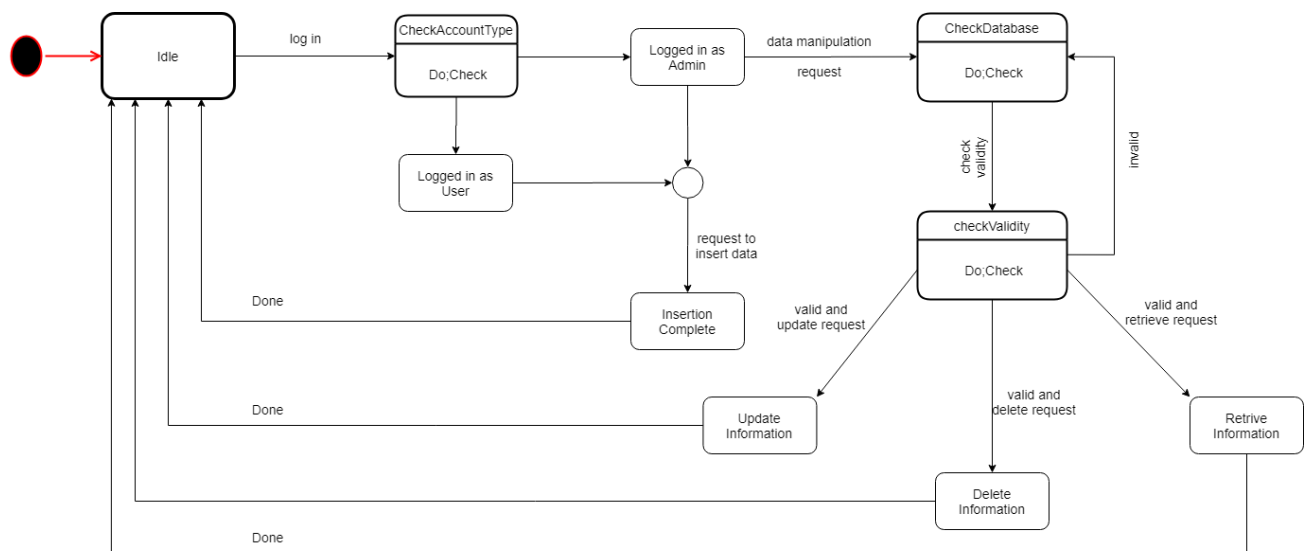 Idle
log in
CheckAccountType
Do;Check
Logged in as
Admin
data manipulation
request
CheckDatabase
Do;Check
check
validity
invalid
Logged in as
User
request to
insert data
checkValidity
Do;Check
Done
Insertion
Complete
valid and
update request
valid and
retrieve request
valid and
delete request
Done
Update
Information
Retrive
Information
Delete
Information
Done